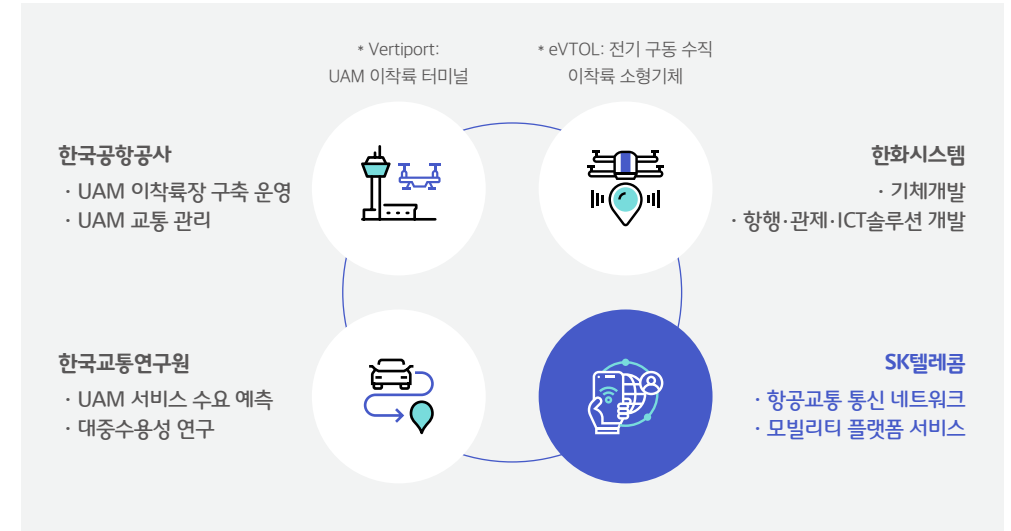 * Vertiport:
UAM 이착륙 터미널
* eVTOL: 전기 구동 수직
이착륙 소형기체
한국공항공사
· UAM 이착륙장 구축 운영
· UAM 교통 관리
한화시스템
· 기체개발
· 항행·관제·ICT솔루션 개발
한국교통연구원
· UAM 서비스 수요 예측
· 대중수용성 연구
SK텔레콤
· 항공교통 통신 네트워크
· 모빌리티 플랫폼 서비스